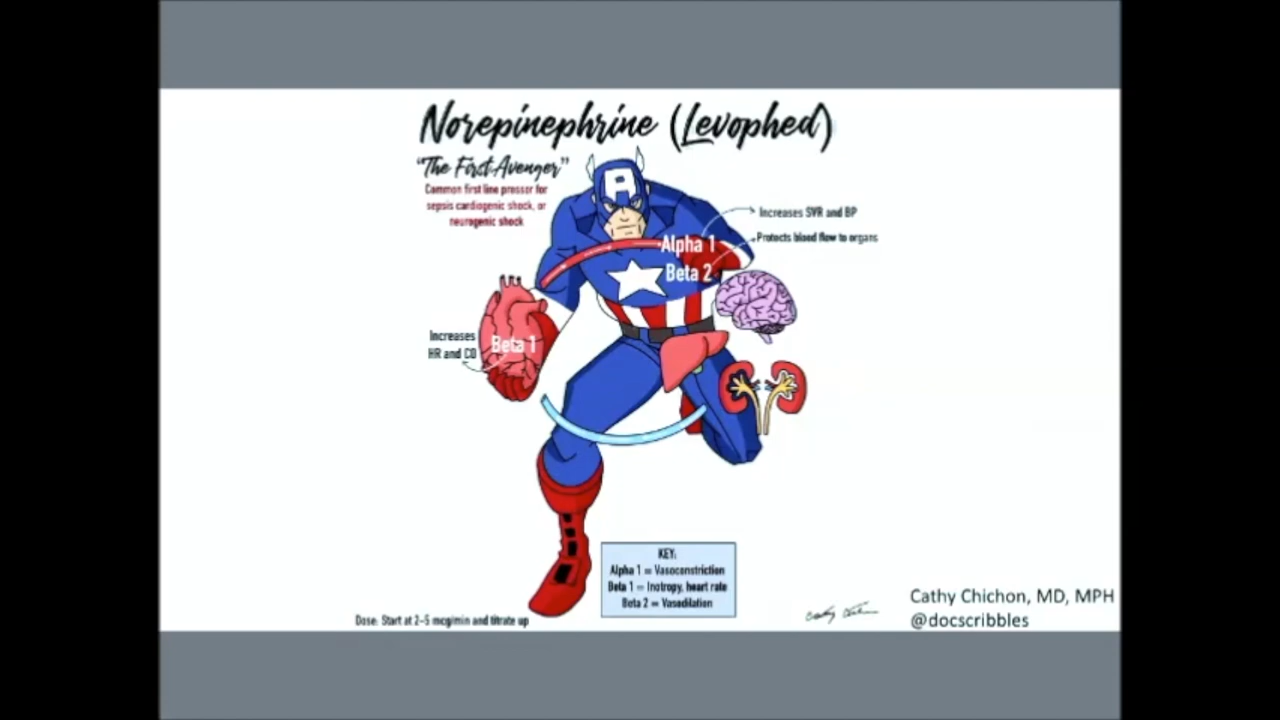 Norepinephrine (Levophed)
"The First Avenger"
Common first line pressor for
sepsis cardiogenic shock, or
neurogenic shock
A
Increases SVR and BP
Alpha 1
Protects blood flow to organs
Beta 2
Increases
HR and CO
Beta 1
KEY:
Alpha 1 = Vasoconstriction
Beta 1 = Inotropy, heart rate
Beta 2 = Vasodilation
Dose: Start at 2-5 mcg/min and titrate up
Cathy Chichon, MD, MPH
@docscribbles